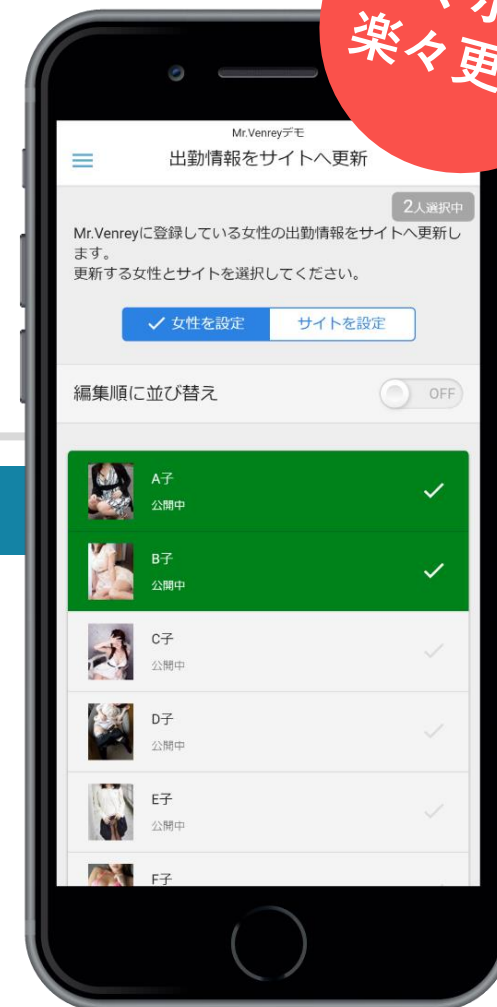 楽々更
Mr.Venreyデモ
出勤情報をサイトへ更新
2人選択中
Mr.Venreyに登録している女性の出勤情報をサイトへ更新し
ます。
更新する女性とサイトを選択してください。
女性を設定
サイトを設定
編集順に並び替え
OFF
A子
公開中
B子
公開中
C子
公開中
D子
公開中
E子
公開中
F子